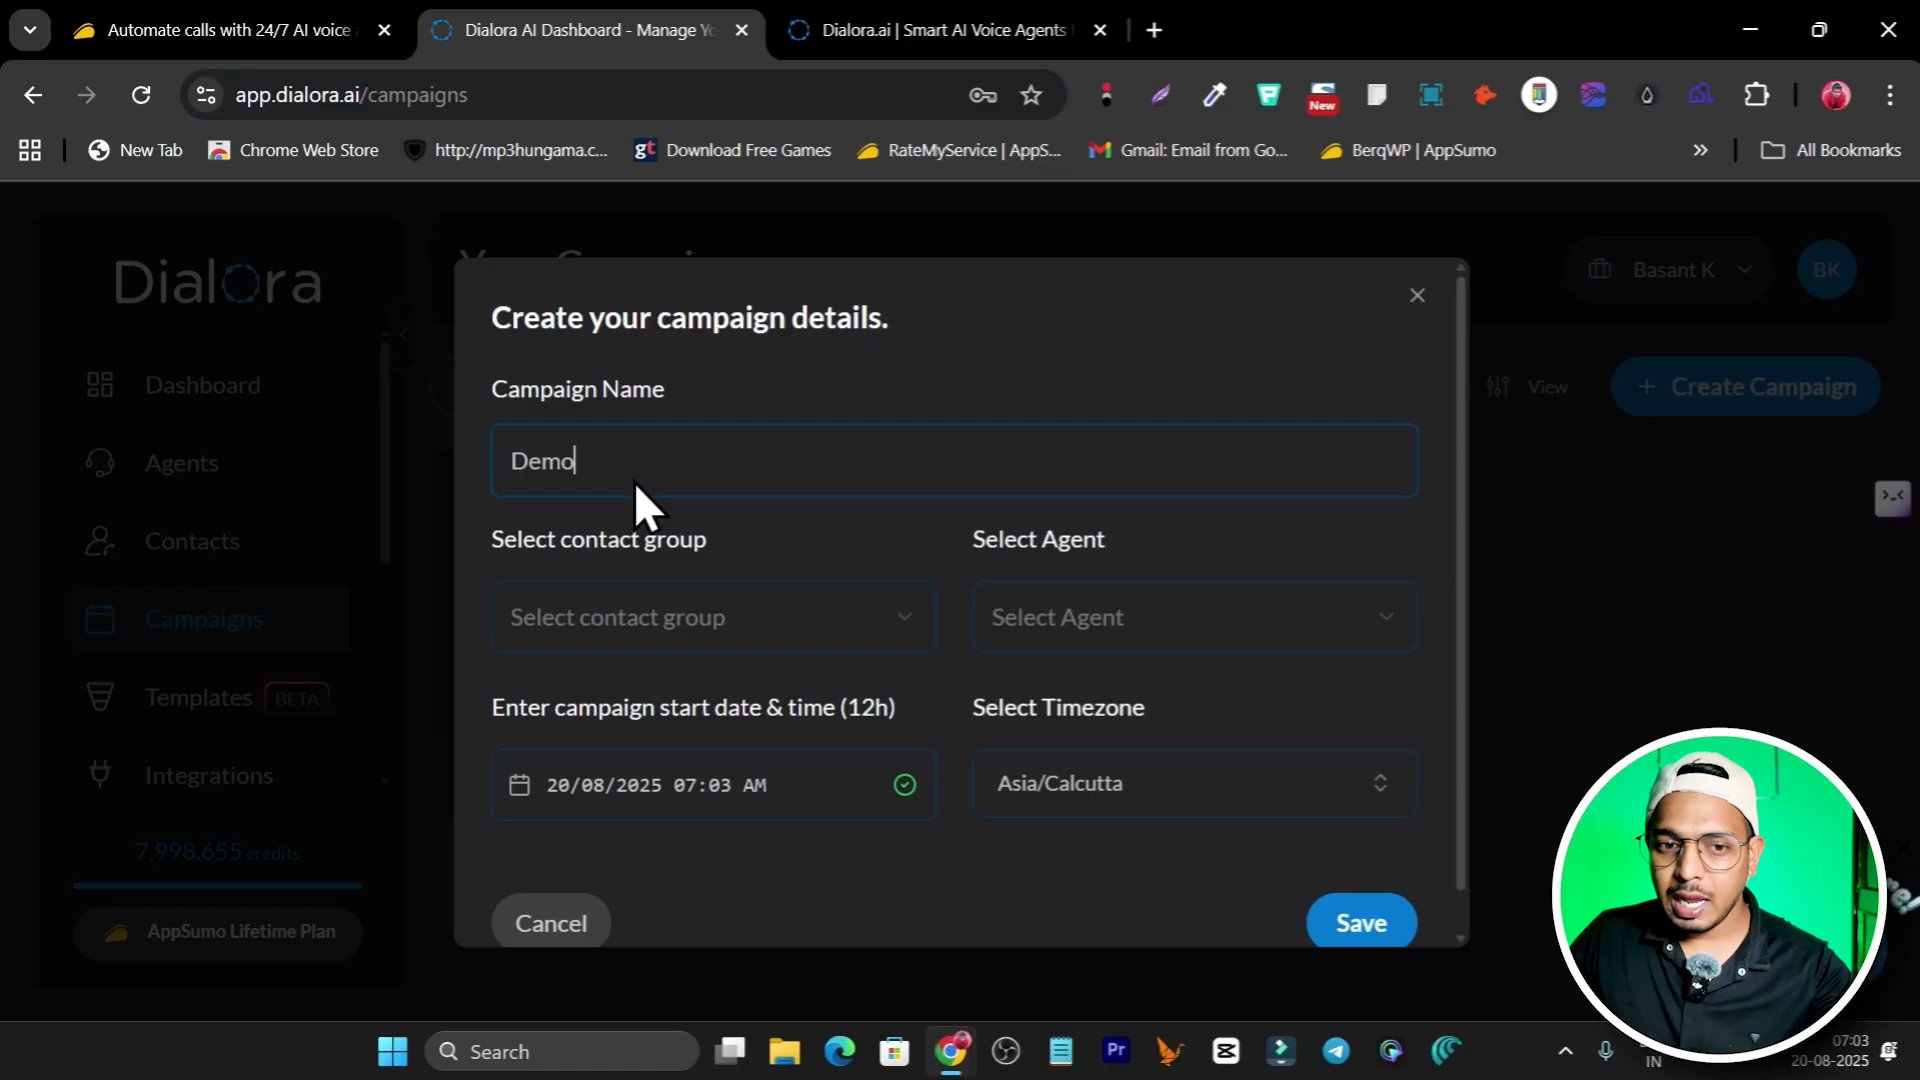 Automate calls with 24/7 AI voice
Dialora AI Dashboard - Manage Yo
Dialora.ai | Smart AI Voice Agents
app.dialora.ai/campaigns
New
New Tab
Chrome Web Store
http://mp3hungama.c...
gt
Download Free Games
RateMyService | AppS...
Gmail: Email from Go...
BerqWP | AppSumo
All Bookmarks
Dialora
Basant K
BK
Dashboard
Agents
Contacts
Campaigns
Templates
BETA
Integrations
7,998.655 credits
AppSumo Lifetime Plan
View
+ Create Campaign
Create your campaign details.
Campaign Name
Demo
Select contact group
Select Agent
Select contact group
Select Agent
Enter campaign start date & time (12h)
Select Timezone
20/08/2025 07:03 AM
Asia/Calcutta
Cancel
Save
Search
Pr
IN
07:03
20-08-2025